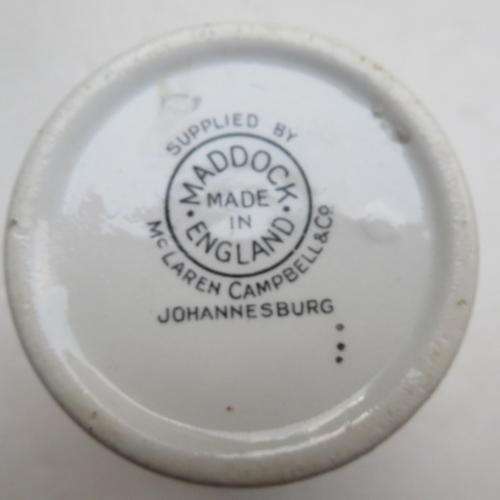 SUPPLIED BY
MADDOCK
MADE
IN
ENGLAND
McLAREN CAMPBELL & Co.
JOHANNESBURG